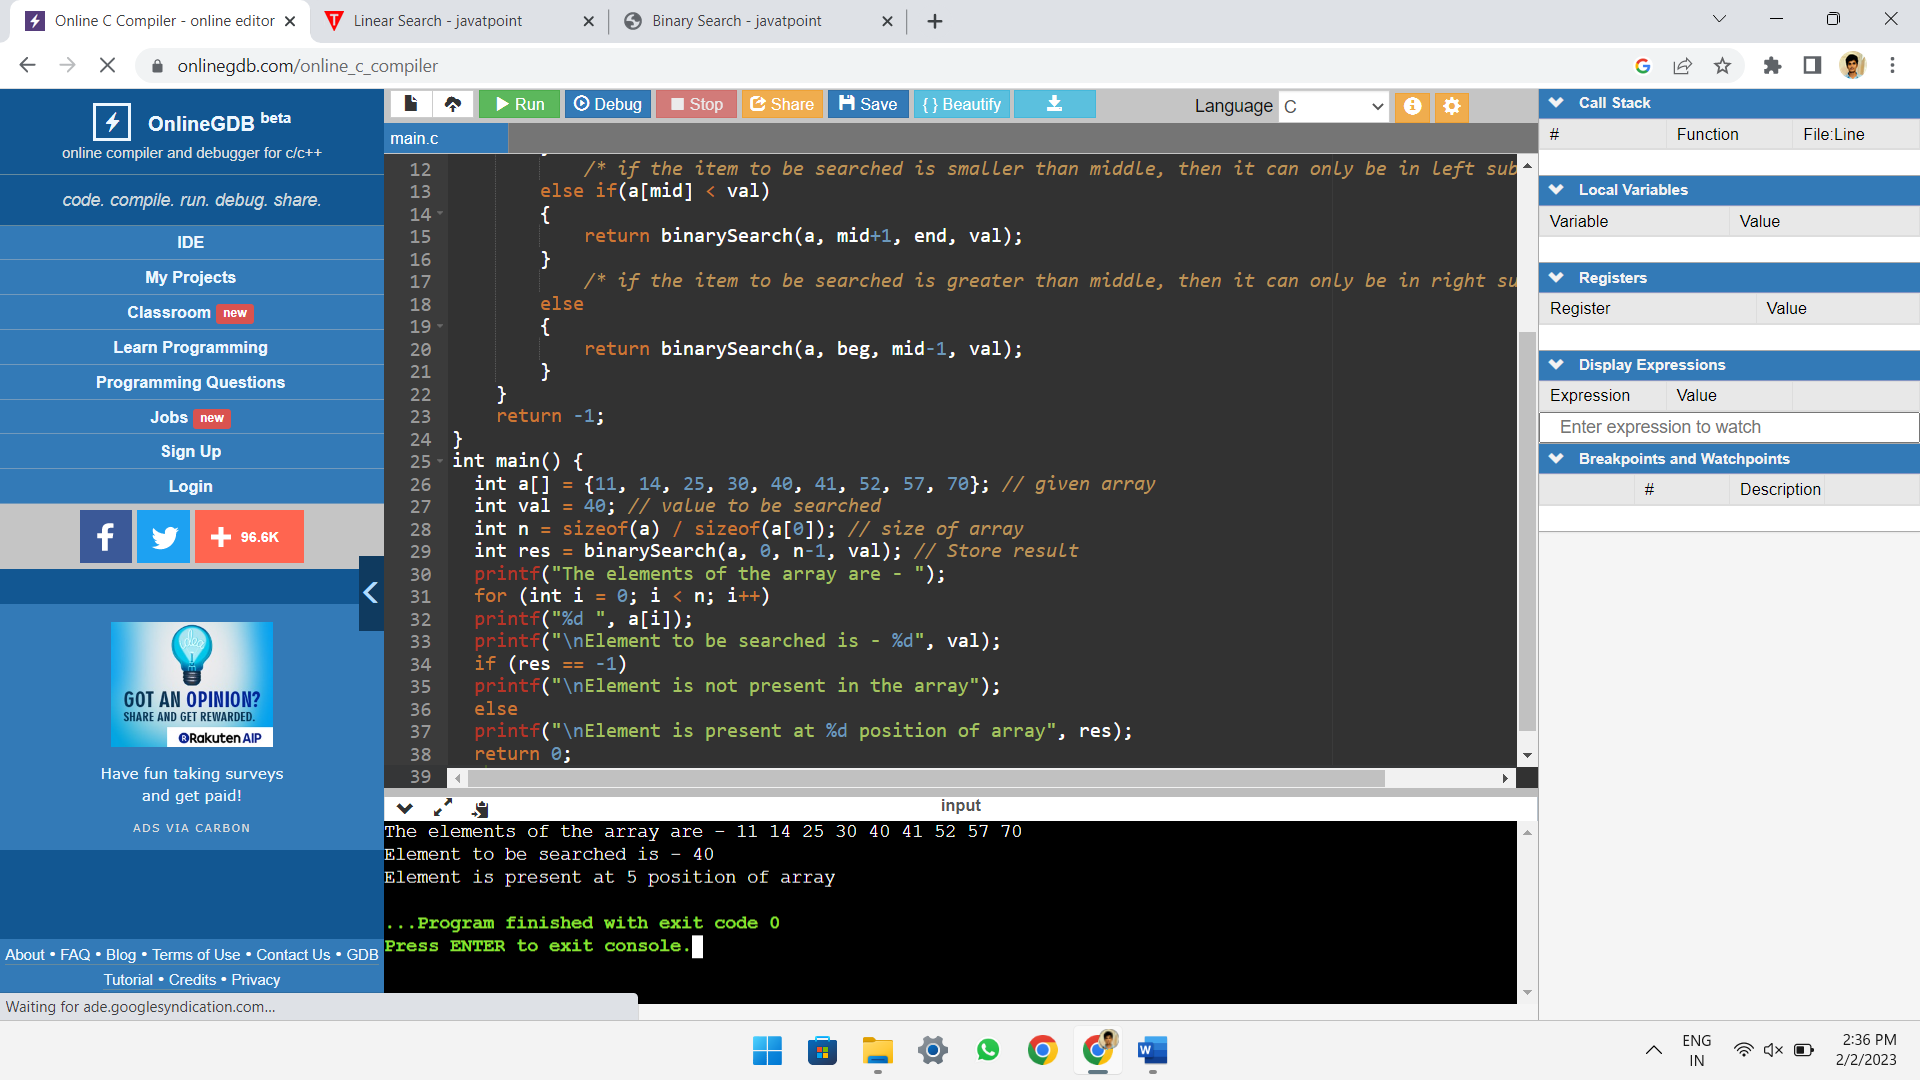 Online C Compiler - online editor
Linear Search - javatpoint
Binary Search - javatpoint
onlinegdb.com/online_c_compiler
OnlineGDB beta
online compiler and debugger for c/c++
code. compile. run. debug. share.
IDE
My Projects
Classroom new
Learn Programming
Programming Questions
Jobs new
Sign Up
Login
96.6K
GOT AN OPINION?
SHARE AND GET REWARDED.
Rakuten AIP
Have fun taking surveys
and get paid!
ADS VIA CARBON
About • FAQ • Blog • Terms of Use • Contact Us • GDB
Tutorial • Credits • Privacy
Waiting for ade.googlesyndication.com...
Run Debug Stop Share Save { } Beautify
Language C
main.c
12 /* if the item to be searched is smaller than middle, then it can only be in left sub
13 else if(a[mid] < val)
14 {
15 return binarySearch(a, mid+1, end, val);
16 }
17 /* if the item to be searched is greater than middle, then it can only be in right su
18 else
19 {
20 return binarySearch(a, beg, mid-1, val);
21 }
22 }
23 return -1;
24 }
25 int main() {
26 int a[] = {11, 14, 25, 30, 40, 41, 52, 57, 70}; // given array
27 int val = 40; // value to be searched
28 int n = sizeof(a) / sizeof(a[0]); // size of array
29 int res = binarySearch(a, 0, n-1, val); // Store result
30 printf("The elements of the array are - ");
31 for (int i = 0; i < n; i++)
32 printf("%d ", a[i]);
33 printf("\nElement to be searched is - %d", val);
34 if (res == -1)
35 printf("\nElement is not present in the array");
36 else
37 printf("\nElement is present at %d position of array", res);
38 return 0;
39
input
The elements of the array are - 11 14 25 30 40 41 52 57 70
Element to be searched is - 40
Element is present at 5 position of array
...Program finished with exit code 0
Press ENTER to exit console.
Call Stack
# Function File:Line
Local Variables
Variable Value
Registers
Register Value
Display Expressions
Expression Value
Enter expression to watch
Breakpoints and Watchpoints
# Description
ENG
IN
2:36 PM
2/2/2023